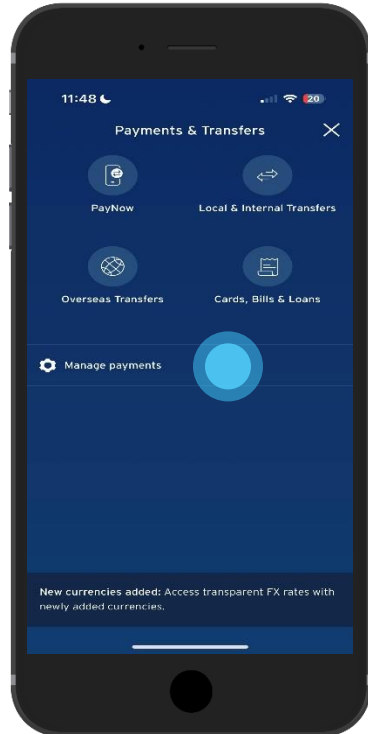 11:48
20
Payments & Transfers
PayNow
Local & Internal Transfers
Overseas Transfers
Cards, Bills & Loans
Manage payments
New currencies added: Access transparent FX rates with
newly added currencies.